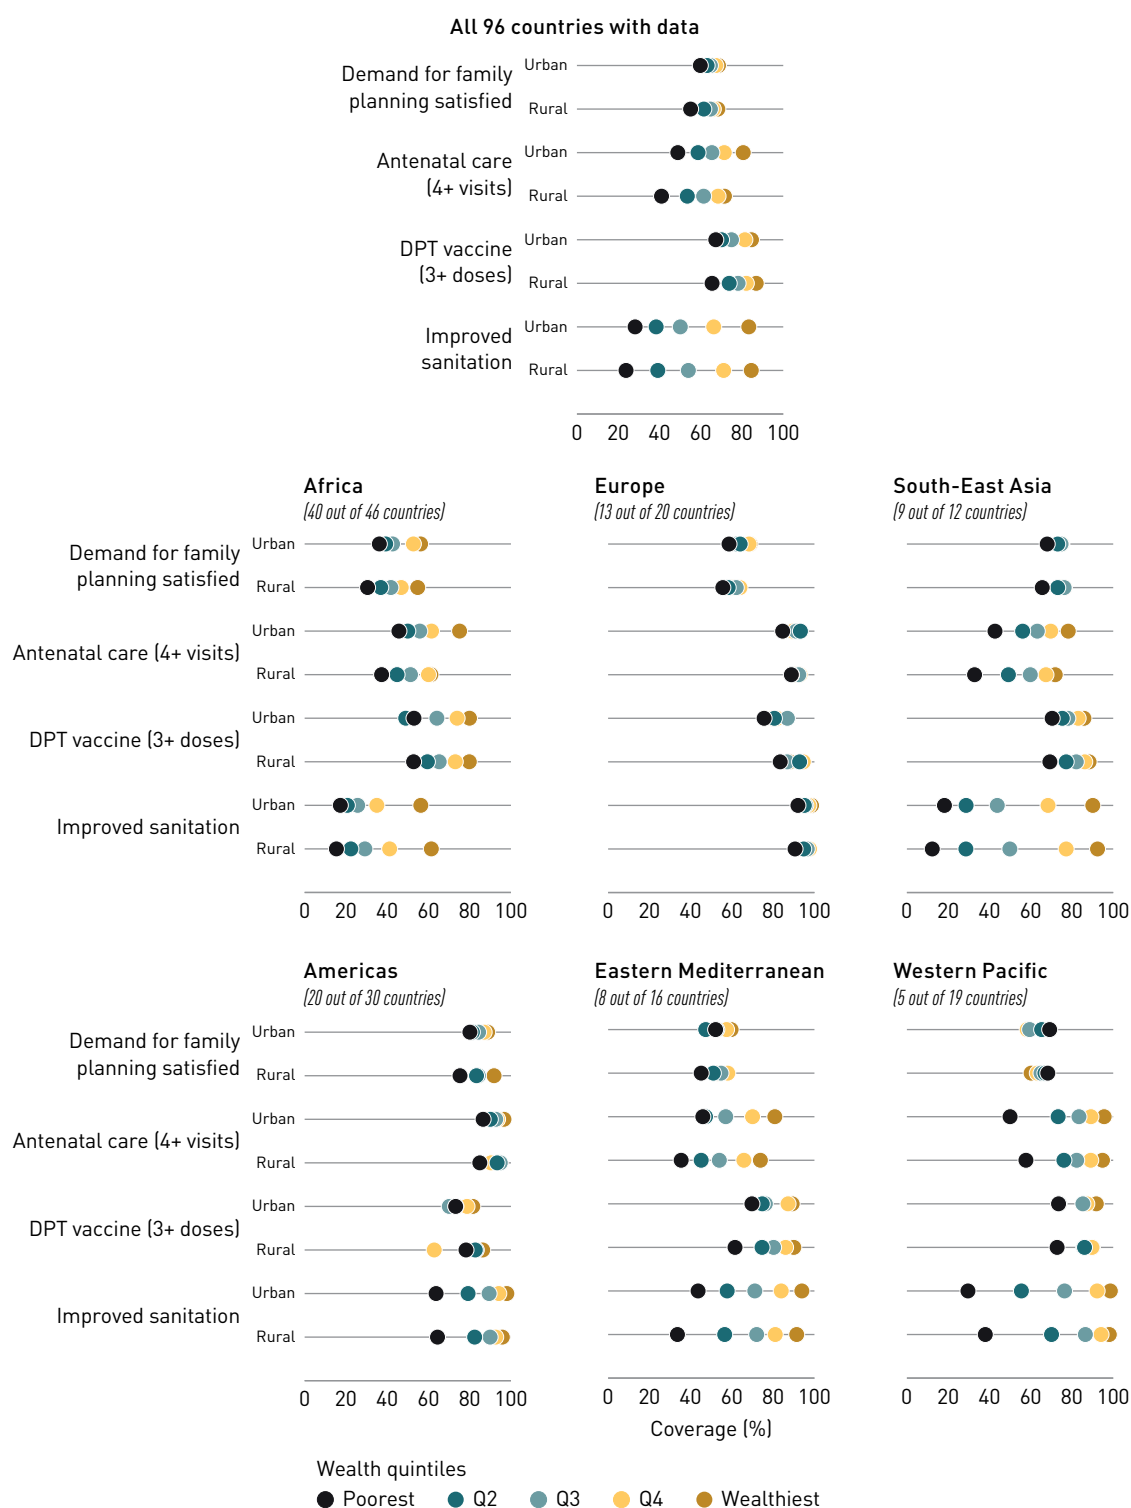 All 96 countries with data
Demand for family
planning satisfied
Urban
Rural
Antenatal care
(4+ visits)
Urban
Rural
DPT vaccine
(3+ doses)
Urban
Rural
Improved
sanitation
Urban
Rural
0 20 40 60 80 100
Africa
(40 out of 46 countries)
Europe
(13 out of 20 countries)
South-East Asia
(9 out of 12 countries)
Demand for family
planning satisfied
Urban
Rural
Antenatal care (4+ visits)
Urban
Rural
DPT vaccine (3+ doses)
Urban
Rural
Improved sanitation
Urban
Rural
0 20 40 60 80 100
0 20 40 60 80 100
0 20 40 60 80 100
Americas
(20 out of 30 countries)
Eastern Mediterranean
(8 out of 16 countries)
Western Pacific
(5 out of 19 countries)
Demand for family
planning satisfied
Urban
Rural
Antenatal care (4+ visits)
Urban
Rural
DPT vaccine (3+ doses)
Urban
Rural
Improved sanitation
Urban
Rural
0 20 40 60 80 100
0 20 40 60 80 100
0 20 40 60 80 100
Coverage (%)
Wealth quintiles
Poorest Q2 Q3 Q4 Wealthiest